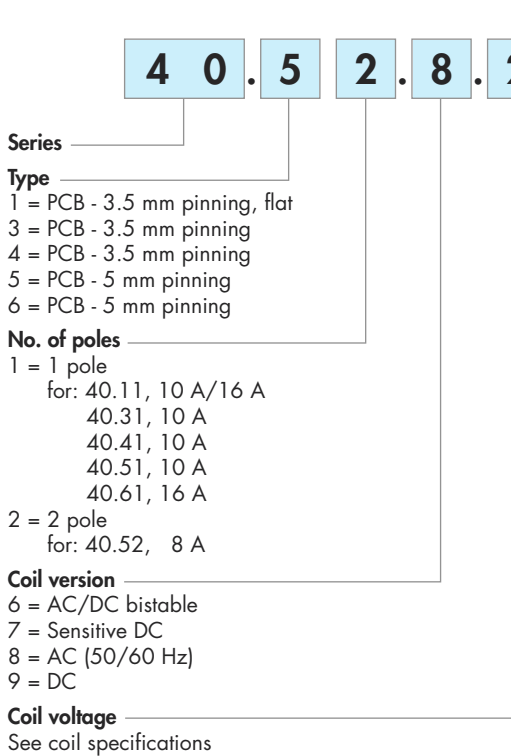 4 0 . 5 2 . 8 .
Series
Type
1 = PCB - 3.5 mm pinning, flat
3 = PCB - 3.5 mm pinning
4 = PCB - 3.5 mm pinning
5 = PCB - 5 mm pinning
6 = PCB - 5 mm pinning
No. of poles
1 = 1 pole
for: 40.11, 10 A/16 A
40.31, 10 A
40.41, 10 A
40.51, 10 A
40.61, 16 A
2 = 2 pole
for: 40.52, 8 A
Coil version
6 = AC/DC bistable
7 = Sensitive DC
8 = AC (50/60 Hz)
9 = DC
Coil voltage
See coil specifications